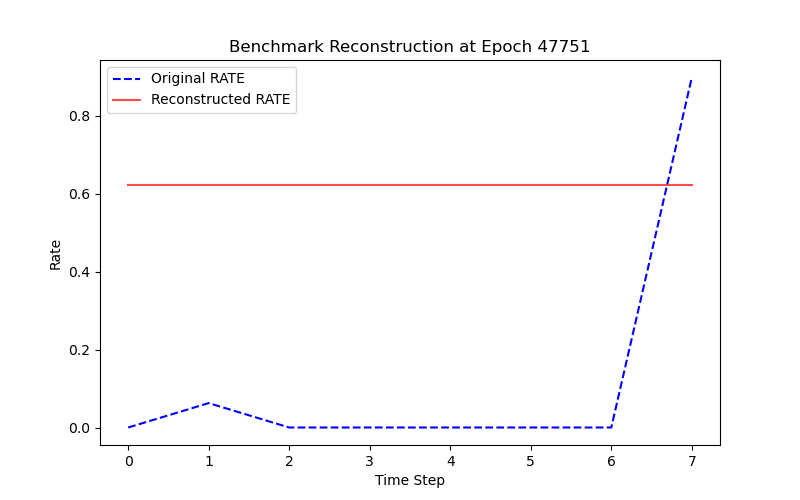 Benchmark Reconstruction at Epoch 47751
Original RATE
Reconstructed RATE
0.8
0.6
0.4
0.2
0.0
Rate
0 1 2 3 4 5 6 7
Time Step